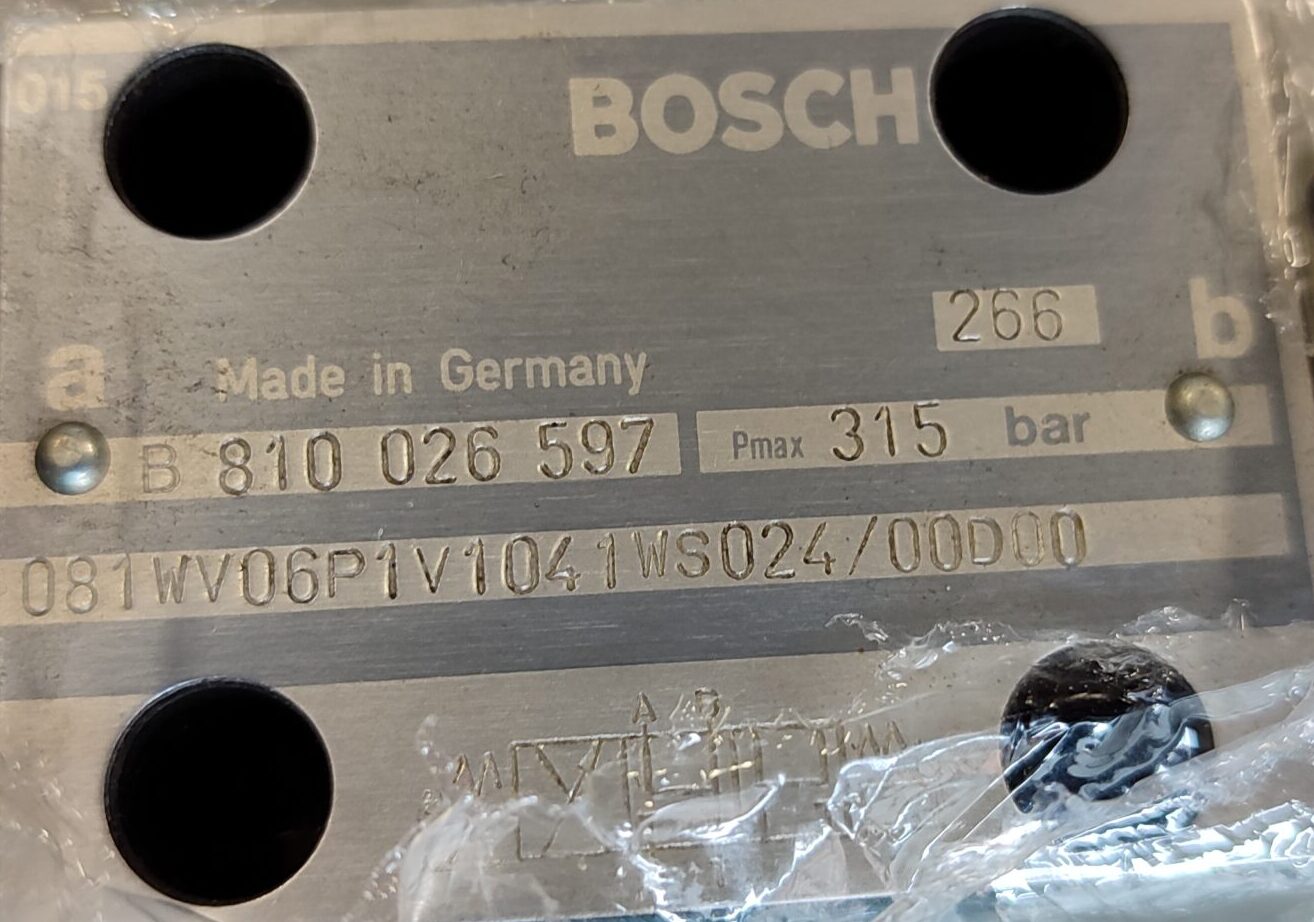 015
BOSCH
266
a
b
Made in Germany
B 810 026 597
Pmax 315 bar
081WV06P1V1041WS024/00D00
A B